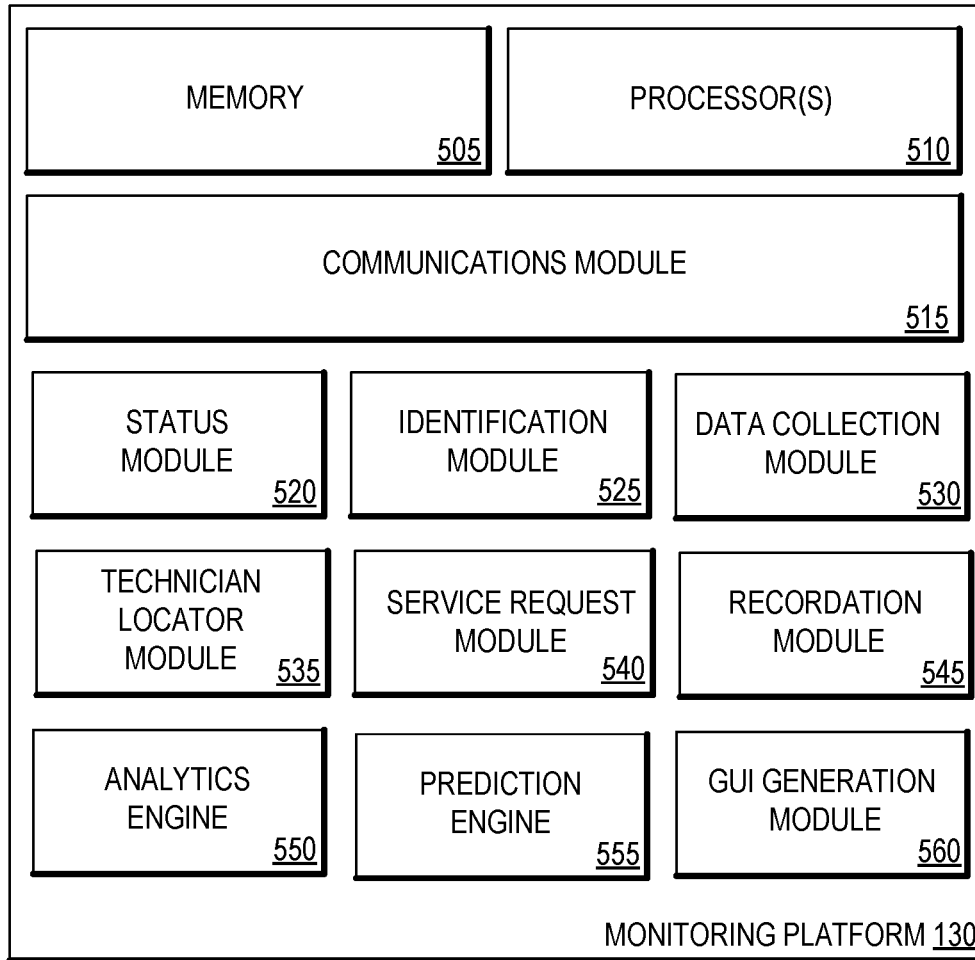 MEMORY
505
PROCESSOR(S)
510
COMMUNICATIONS MODULE
515
STATUS
MODULE
520
IDENTIFICATION
MODULE
525
DATA COLLECTION
MODULE
530
TECHNICIAN
LOCATOR
MODULE
535
SERVICE REQUEST
MODULE
540
RECORDATION
MODULE
545
ANALYTICS
ENGINE
550
PREDICTION
ENGINE
555
GUI GENERATION
MODULE
560
MONITORING PLATFORM 130